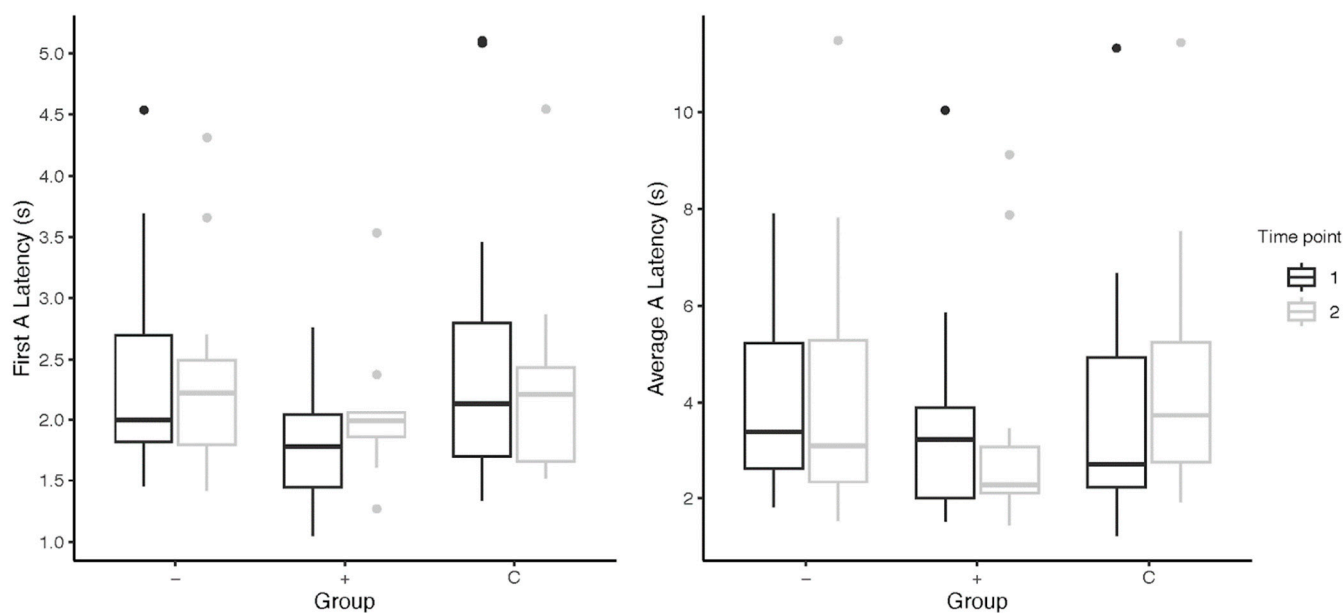 First A Latency (s)
5.0
4.5
4.0
3.5
3.0
2.5
2.0
1.5
1.0
– + C
Group
Average A Latency (s)
10
8
6
4
2
– + C
Group
Time point
1
2